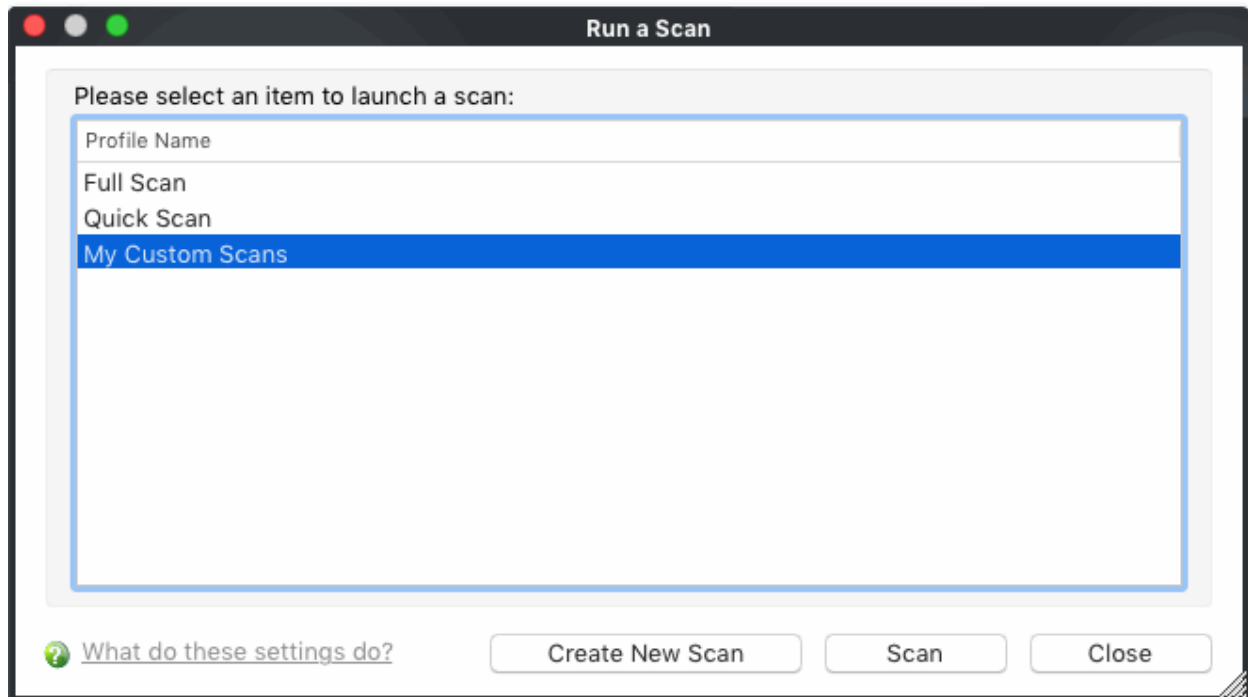 Run a Scan
Please select an item to launch a scan:
Profile Name
Full Scan
Quick Scan
My Custom Scans
What do these settings do?
Create New Scan
Scan
Close